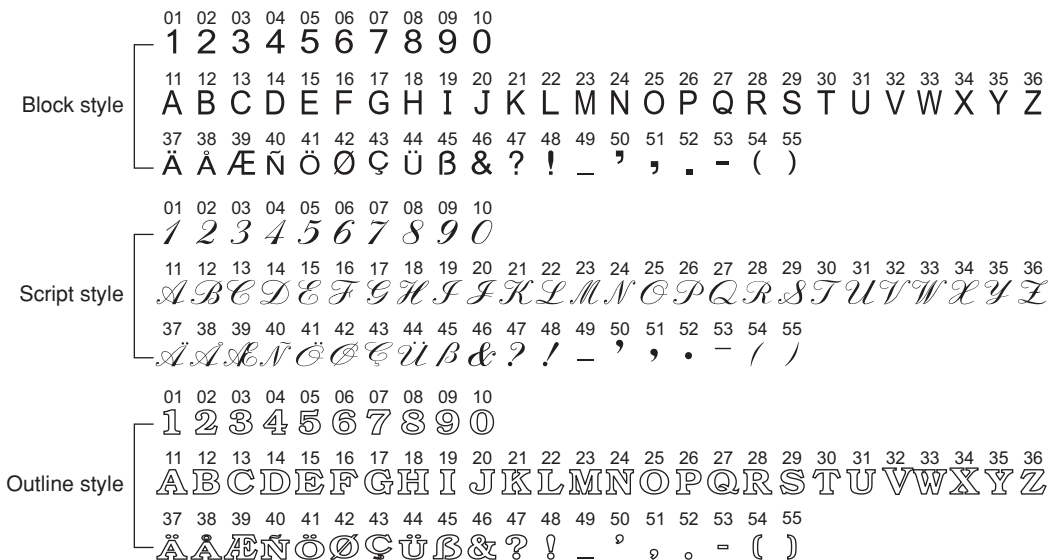 01 02 03 04 05 06 07 08 09 10
1 2 3 4 5 6 7 8 9 0
11 12 13 14 15 16 17 18 19 20 21 22 23 24 25 26 27 28 29 30 31 32 33 34 35 36
Block style A B C D E F G H I J K L M N O P Q R S T U V W X Y Z
37 38 39 40 41 42 43 44 45 46 47 48 49 50 51 52 53 54 55
Ä Å Æ Ñ Ö Ø Ç Ü ß & ? ! _ ’ , . - ( )
01 02 03 04 05 06 07 08 09 10
1 2 3 4 5 6 7 8 9 0
11 12 13 14 15 16 17 18 19 20 21 22 23 24 25 26 27 28 29 30 31 32 33 34 35 36
Script style A B C D E F G H I J K L M N O P Q R S T U V W X Y Z
37 38 39 40 41 42 43 44 45 46 47 48 49 50 51 52 53 54 55
Ä Å Æ Ñ Ö Ø Ç Ü ß & ? ! _ ’ , . - ( )
01 02 03 04 05 06 07 08 09 10
1 2 3 4 5 6 7 8 9 0
11 12 13 14 15 16 17 18 19 20 21 22 23 24 25 26 27 28 29 30 31 32 33 34 35 36
Outline style A B C D E F G H I J K L M N O P Q R S T U V W X Y Z
37 38 39 40 41 42 43 44 45 46 47 48 49 50 51 52 53 54 55
Ä Å Æ Ñ Ö Ø Ç Ü ß & ? ! _ ’ , . - ( )